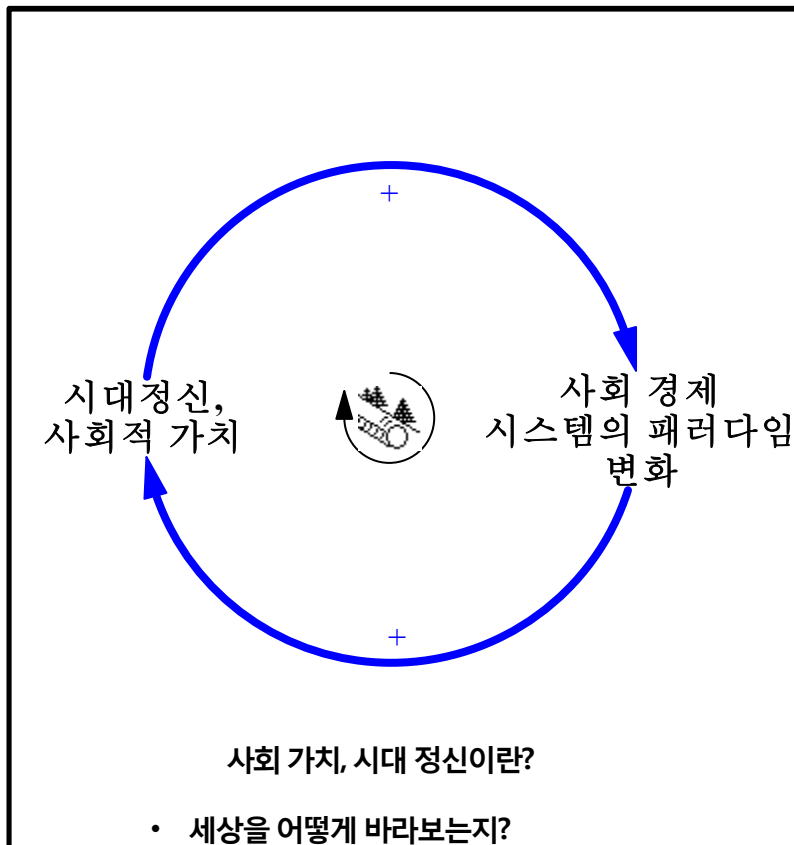 +
시대정신,
사회적 가치
사회 경제
시스템의 패러다임
변화
+
사회 가치, 시대 정신이란?
• 세상을 어떻게 바라보는지?